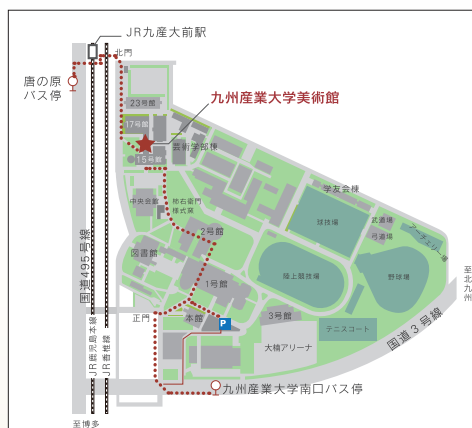 JR九産大前駅
北門
唐の原
バス停
23号館
九州産業大学美術館
17号館
芸術学部棟
15号館
学友会棟
中央会館
柿右衛門
様式窯
球技場
武道場
弓道場
アーチェリー場
2号館
図書館
国道495号線
1号館
陸上競技場
野球場
至北九州
正門
本館
P
3号館
テニスコート
国道3号線
大楠アリーナ
JR鹿児島本線
JR香椎線
九州産業大学南口バス停
至博多